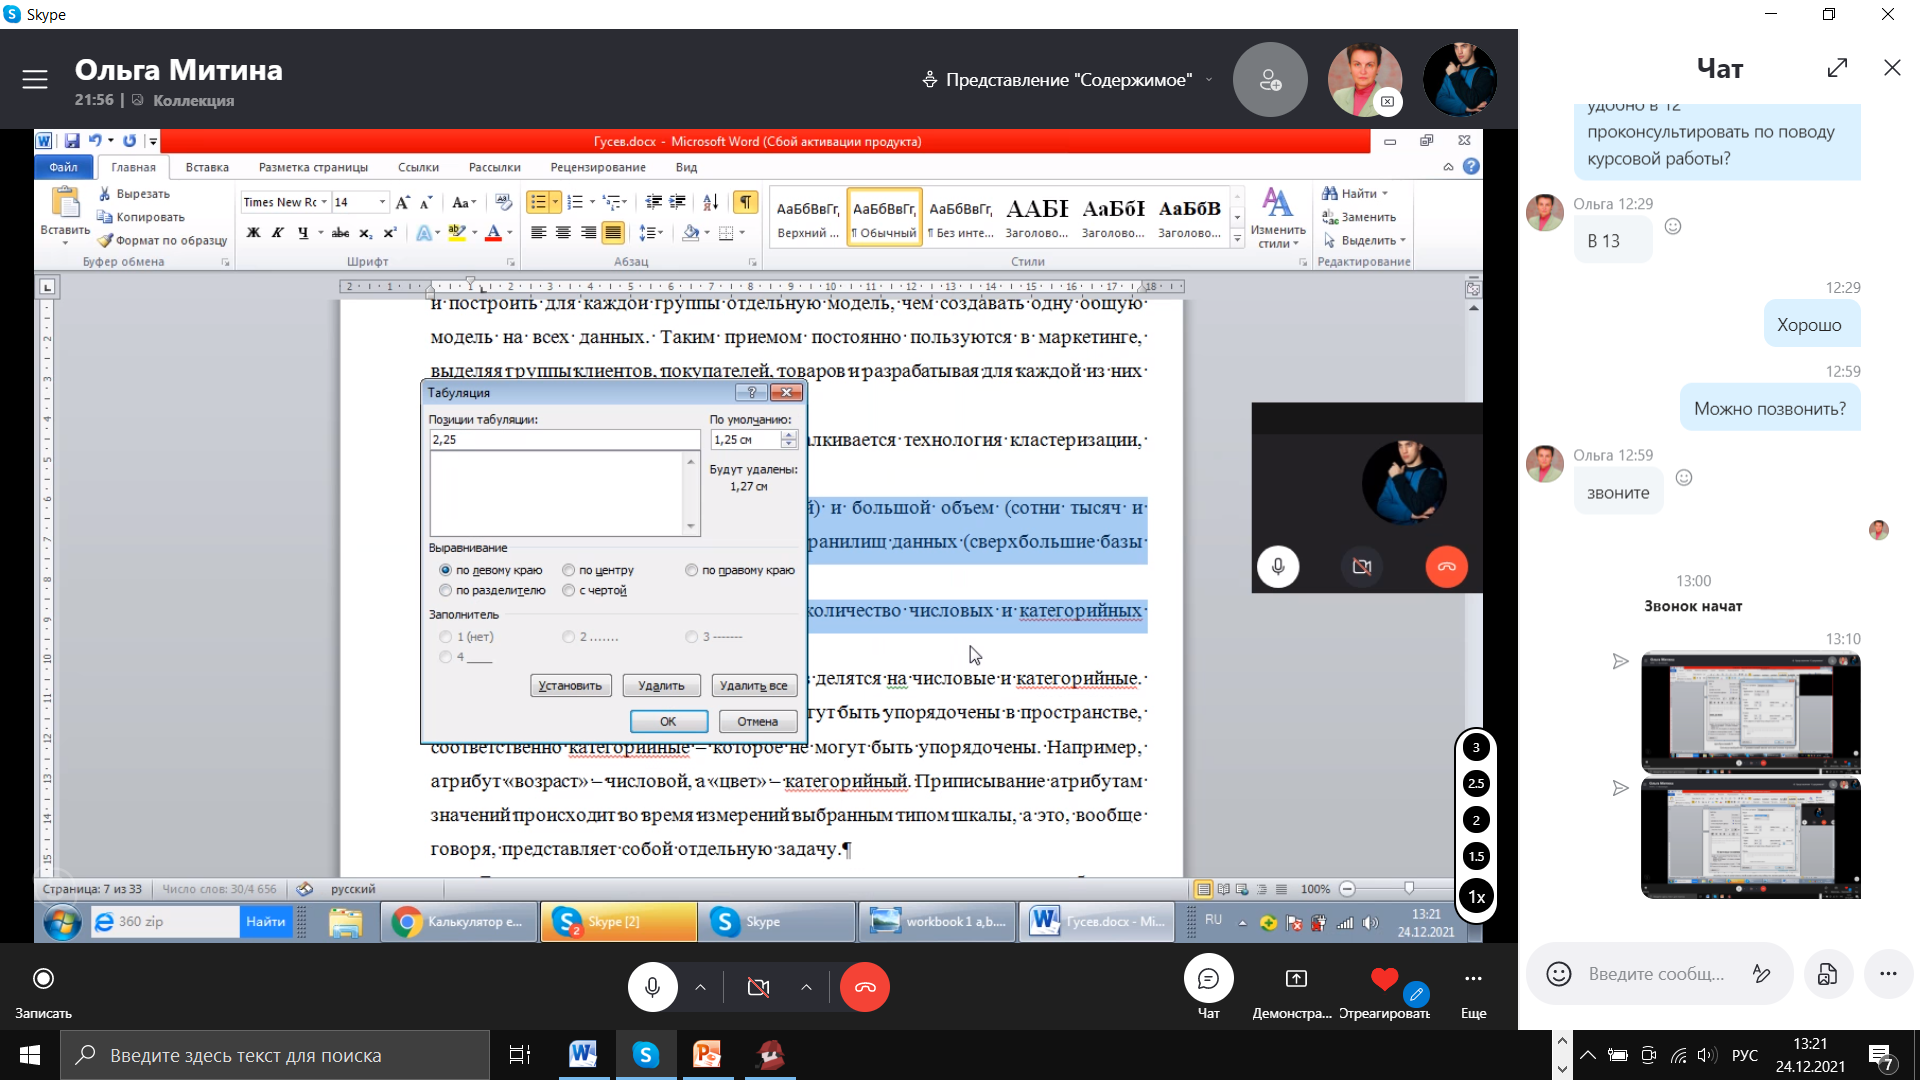 Skype
Ольга Митина
21:56 | Коллекция
Представление "Содержимое"
Гусев.docx - Microsoft Word (Сбой активации продукта)
Файл Главная Вставка Разметка страницы Ссылки Рассылки Рецензирование Вид
Вставить
Вырезать
Копировать
Формат по образцу
Буфер обмена
Times New Rc 14
Ж К Ч abc x₂ x²
Шрифт
Абзац
АаБбВвГг, АаБбВвГг, АаБбВвГг, ААБІ АаБбІ АаБбВ
Верхний ... ¶ Обычный ¶ Без инте... Заголово... Заголово... Заголово...
Изменить стили
Стили
Найти
Заменить
Выделить
Редактирование
и построить для каждой группы отдельную модель, чем создавать одну общую
модель на всех данных. Таким приемом постоянно пользуются в маркетинге,
выделяя группы клиентов, покупателей, товаров и разрабатывая для каждой из них
лкивается технология кластеризации,
й) и большой объем (сотни тысяч и
ранилищ данных (сверхбольшие базы
количество числовых и категорийных
делятся на числовые и категорийные.
гут быть упорядочены в пространстве,
соответственно категорийные – которое не могут быть упорядочены. Например,
атрибут «возраст» – числовой, а «цвет» – категорийный. Приписывание атрибутам
значений происходит во время измерений выбранным типом шкалы, а это, вообще
говоря, представляет собой отдельную задачу.¶
Табуляция
Позиции табуляции:
2,25
По умолчанию:
1,25 см
Будут удалены:
1,27 см
Выравнивание
по левому краю по центру по правому краю
по разделителю с чертой
Заполнитель
1 (нет) 2 ....... 3 -------
4 ____
Установить Удалить Удалить все
ОК Отмена
3
2.5
2
1.5
1x
Страница: 7 из 33 Число слов: 30/4 656 русский 100%
360 zip Найти
Калькулятор е...
Skype [2]
2
Skype
workbook 1 a,b....
Гусев.docx - Mi...
RU
13:21
24.12.2021
Записать
Чат
Демонстра...
Отреагировать
Еще
Чат
удобно в 12
проконсультировать по поводу
курсовой работы?
Ольга 12:29
В 13
12:29
Хорошо
12:59
Можно позвонить?
Ольга 12:59
звоните
13:00
Звонок начат
13:10
Введите сообщ...
Введите здесь текст для поиска
РУС
13:21
24.12.2021
7